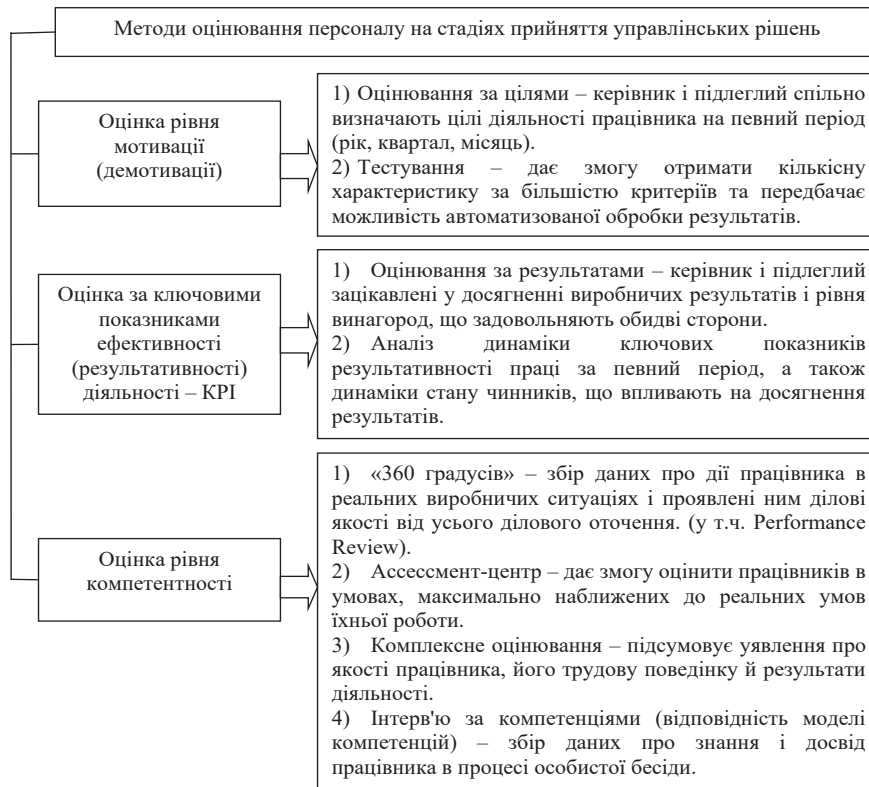 Методи оцінювання персоналу на стадіях прийняття управлінських рішень
Оцінка рівня
мотивації
(демотивації)
1) Оцінювання за цілями – керівник і підлеглий спільно
визначають цілі діяльності працівника на певний період
(рік, квартал, місяць).
2) Тестування – дає змогу отримати кількісну
характеристику за більшістю критеріїв та передбачає
можливість автоматизованої обробки результатів.
Оцінка за ключовими
показниками
ефективності
(результативності)
діяльності – КРІ
1) Оцінювання за результатами – керівник і підлеглий
зацікавлені у досягненні виробничих результатів і рівня
винагород, що задовольняють обидві сторони.
2) Аналіз динаміки ключових показників
результативності праці за певний період, а також
динаміки стану чинників, що впливають на досягнення
результатів.
Оцінка рівня
компетентності
1) «360 градусів» – збір даних про дії працівника в
реальних виробничих ситуаціях і проявлені ним ділові
якості від усього ділового оточення. (у т.ч. Performance
Review).
2) Ассессмент-центр – дає змогу оцінити працівників в
умовах, максимально наближених до реальних умов
їхньої роботи.
3) Комплексне оцінювання – підсумовує уявлення про
якості працівника, його трудову поведінку й результати
діяльності.
4) Інтерв'ю за компетенціями (відповідність моделі
компетенцій) – збір даних про знання і досвід
працівника в процесі особистої бесіди.